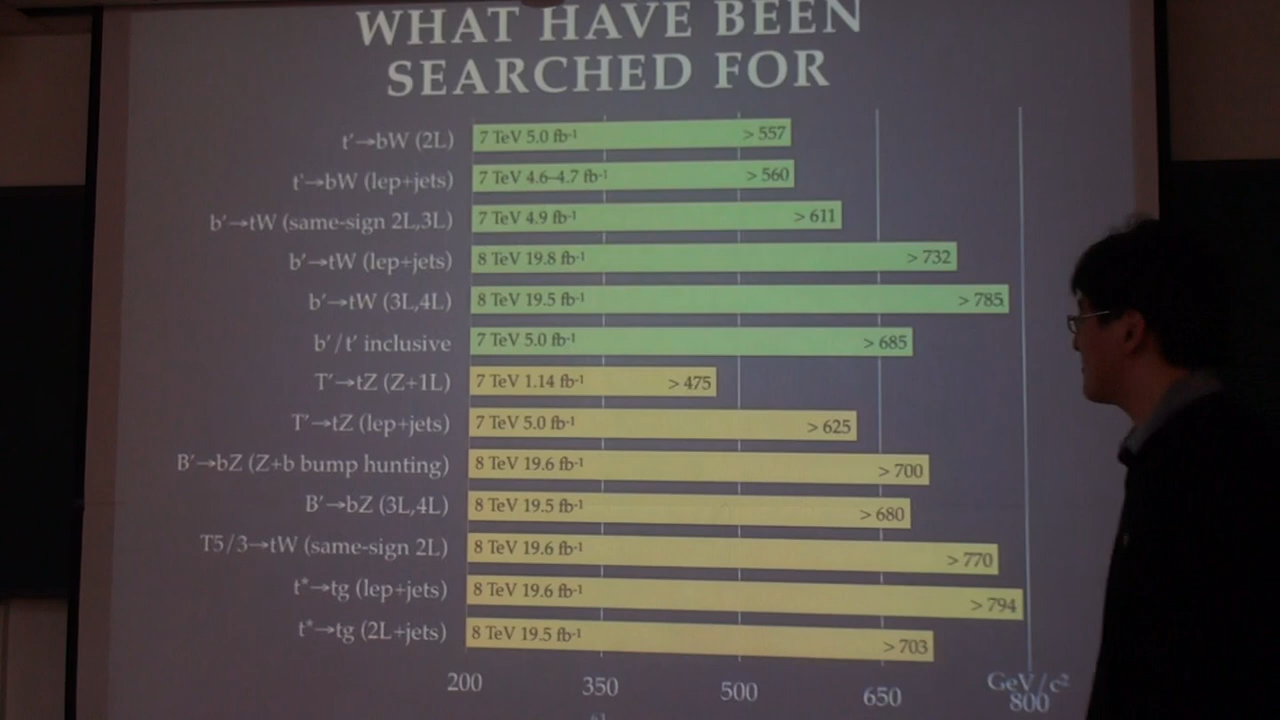 WHAT HAVE BEEN
SEARCHED FOR
t′→bW (2L) 7 TeV 5.0 fb-1 > 557
t′→bW (lep+jets) 7 TeV 4.6–4.7 fb-1 > 560
b′→tW (same-sign 2L,3L) 7 TeV 4.9 fb-1 > 611
b′→tW (lep+jets) 8 TeV 19.8 fb-1 > 732
b′→tW (3L,4L) 8 TeV 19.5 fb-1 > 785
b′/t′ inclusive 7 TeV 5.0 fb-1 > 685
T′→tZ (Z+1L) 7 TeV 1.14 fb-1 > 475
T′→tZ (lep+jets) 7 TeV 5.0 fb-1 > 625
B′→bZ (Z+b bump hunting) 8 TeV 19.6 fb-1 > 700
B′→bZ (3L,4L) 8 TeV 19.5 fb-1 > 680
T5/3→tW (same-sign 2L) 8 TeV 19.6 fb-1 > 770
t*→tg (lep+jets) 8 TeV 19.6 fb-1 > 794
t*→tg (2L+jets) 8 TeV 19.5 fb-1 > 703
200 350 500 650 800
GeV/c²